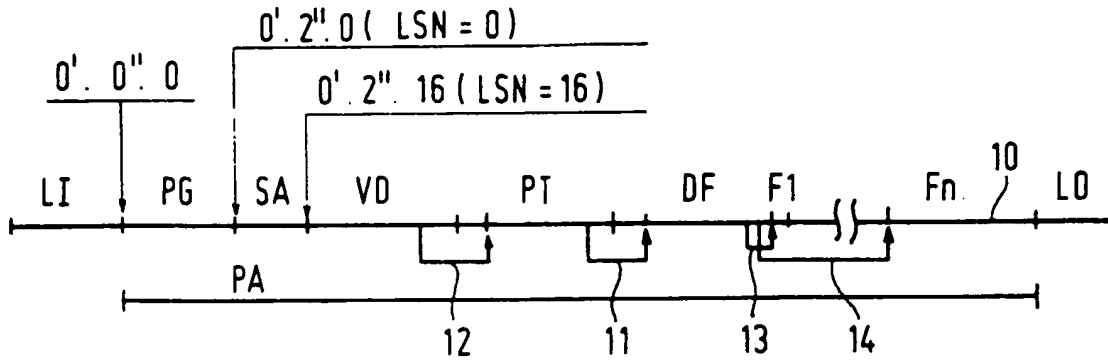 0'. 2". 0 ( LSN = 0)
0'. 0". 0
0'. 2". 16 ( LSN = 16)
LI PG SA VD PT DF F1 Fn 10 LO
PA
12 11 13 14